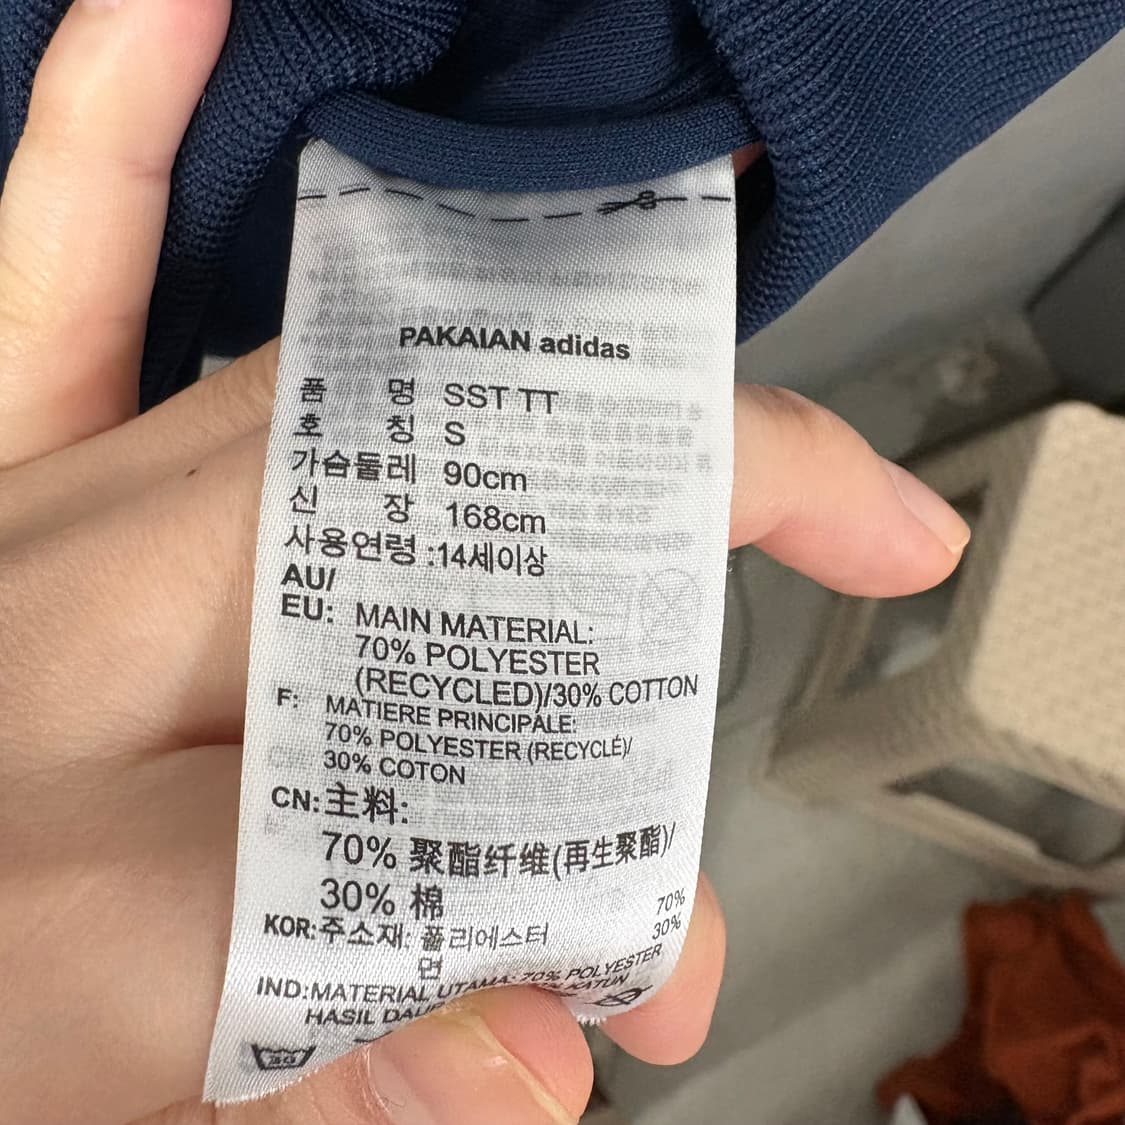 PAKAIAN adidas
품 명 SST TT
호 칭 S
가슴둘레 90cm
신 장 168cm
사용연령 :14세이상
AU/
EU: MAIN MATERIAL:
70% POLYESTER
(RECYCLED)/30% COTTON
F: MATIERE PRINCIPALE:
70% POLYESTER (RECYCLÉ)/
30% COTON
CN:主料:
70% 聚酯纤维(再生聚酯)/
30% 棉
KOR:주소재: 폴리에스터 70%
면 30%
IND:MATERIAL UTAMA: 70% POLYESTER
HASIL KATUN
30